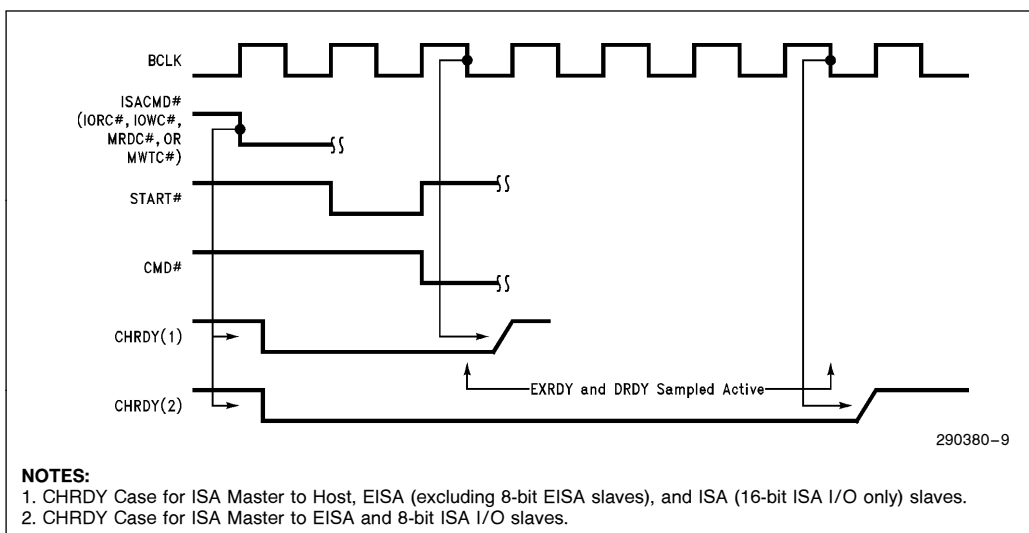 BCLK
ISACMD#
(IORC#, IOWC#,
MRDC#, OR
MWTC#)
START#
CMD#
CHRDY(1)
EXRDY and DRDY Sampled Active
CHRDY(2)
290380–9
NOTES:
1. CHRDY Case for ISA Master to Host, EISA (excluding 8-bit EISA slaves), and ISA (16-bit ISA I/O only) slaves.
2. CHRDY Case for ISA Master to EISA and 8-bit ISA I/O slaves.